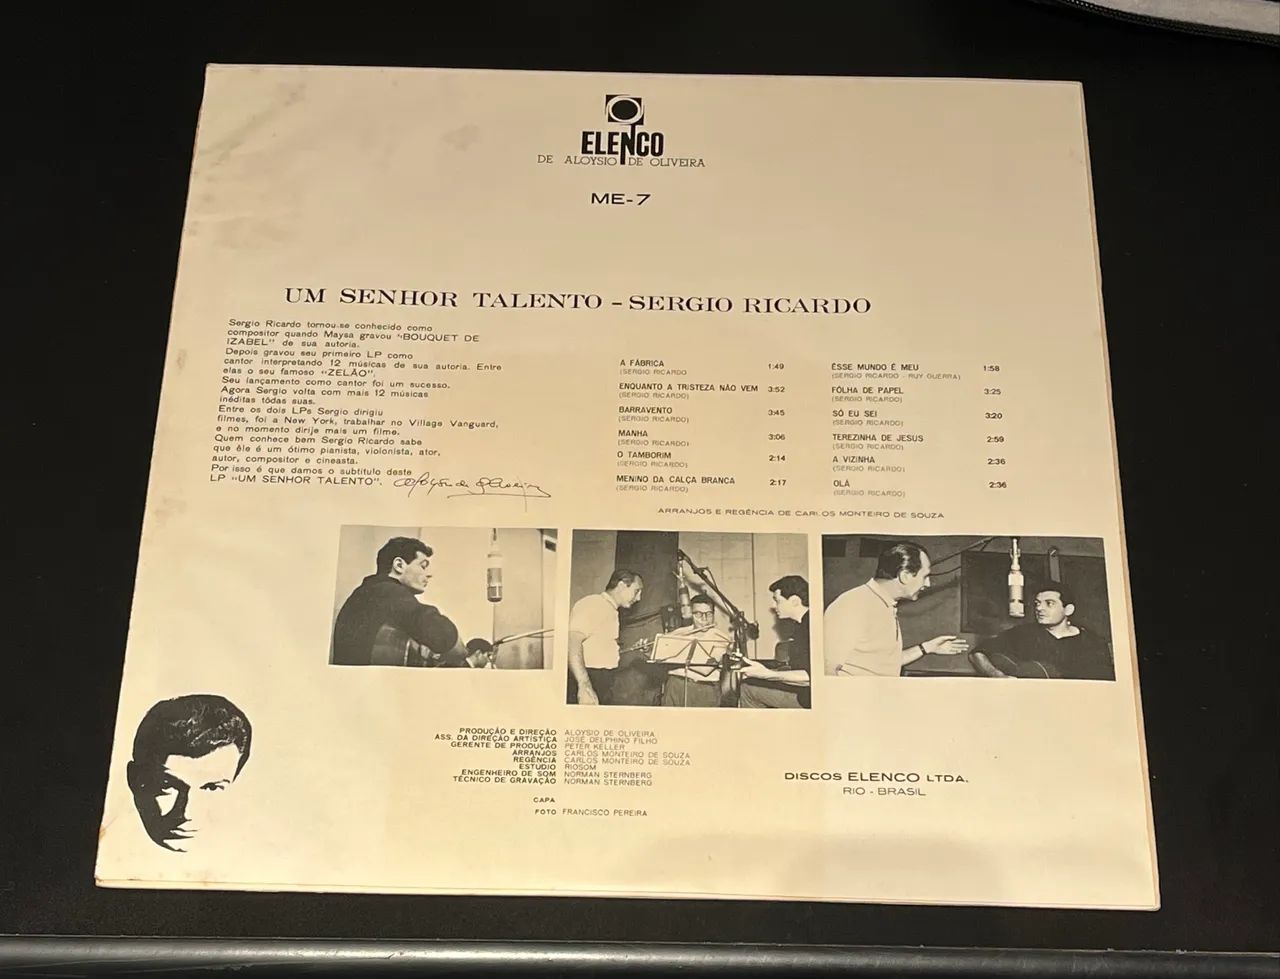 ELENCO
DE ALOYSIO DE OLIVEIRA
ME-7
UM SENHOR TALENTO - SERGIO RICARDO
Sergio Ricardo tornou-se conhecido como
compositor quando Maysa gravou "BOUQUET DE
IZABEL" de sua autoria.
Depois gravou seu primeiro LP como
cantor interpretando 12 músicas de sua autoria. Entre
elas o seu famoso "ZELÃO".
Seu lançamento como cantor foi um sucesso.
Agora Sergio volta com mais 12 músicas
inéditas tôdas suas.
Entre os dois LPs Sergio dirigiu
filmes, foi a New York, trabalhar no Village Vanguard,
e no momento dirije mais um filme.
Quem conhece bem Sergio Ricardo sabe
que êle é um ótimo pianista, violonista, ator,
autor, compositor e cineasta.
Por isso é que damos o subtítulo deste
LP "UM SENHOR TALENTO".
A FÁBRICA 1:49
(SERGIO RICARDO
ENQUANTO A TRISTEZA NÃO VEM 3:52
(SERGIO RICARDO)
BARRAVENTO 3:45
(SERGIO RICARDO)
MANHA 3:06
(SERGIO RICARDO)
O TAMBORIM 2:14
(SERGIO RICARDO)
MENINO DA CALÇA BRANCA 2:17
(SERGIO RICARDO)
ÊSSE MUNDO É MEU 1:58
(SERGIO RICARDO - RUY GUERRA)
FÔLHA DE PAPEL 3:25
(SERGIO RICARDO)
SÓ EU SEI 3:20
(SERGIO RICARDO)
TEREZINHA DE JESUS 2:59
(SERGIO RICARDO)
A VIZINHA 2:36
(SERGIO RICARDO)
OLÁ 2:36
(SERGIO RICARDO)
ARRANJOS E REGÊNCIA DE CARLOS MONTEIRO DE SOUZA
PRODUÇÃO E DIREÇÃO ALOYSIO DE OLIVEIRA
ASS. DA DIREÇÃO ARTÍSTICA JOSÉ DELPHINO FILHO
GERENTE DE PRODUÇÃO PETER KELLER
ARRANJOS CARLOS MONTEIRO DE SOUZA
REGÊNCIA CARLOS MONTEIRO DE SOUZA
ESTUDIO RIOSOM
ENGENHEIRO DE SOM NORMAN STERNBERG
TÉCNICO DE GRAVAÇÃO NORMAN STERNBERG
CAPA
FOTO FRANCISCO PEREIRA
DISCOS ELENCO LTDA.
RIO - BRASIL